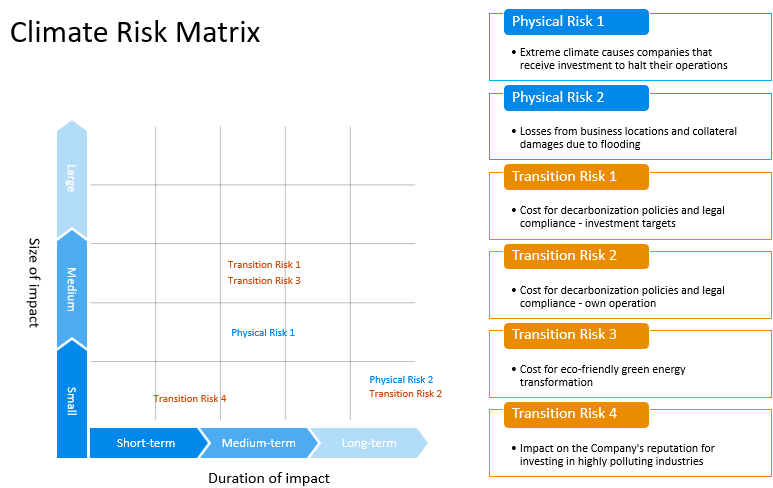 Climate Risk Matrix
Large
Medium
Small
Size of impact
Transition Risk 1
Transition Risk 3
Physical Risk 1
Physical Risk 2
Transition Risk 2
Transition Risk 4
Short-term
Medium-term
Long-term
Duration of impact
Physical Risk 1
• Extreme climate causes companies that
receive investment to halt their operations
Physical Risk 2
• Losses from business locations and collateral
damages due to flooding
Transition Risk 1
• Cost for decarbonization policies and legal
compliance - investment targets
Transition Risk 2
• Cost for decarbonization policies and legal
compliance - own operation
Transition Risk 3
• Cost for eco-friendly green energy
transformation
Transition Risk 4
• Impact on the Company's reputation for
investing in highly polluting industries